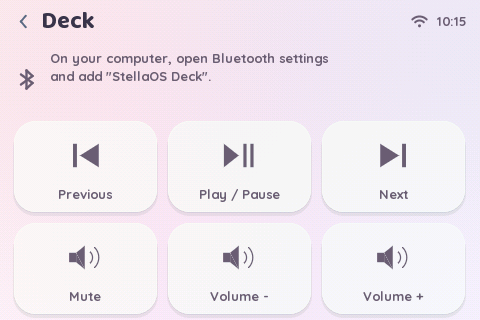 Deck
10:15
On your computer, open Bluetooth settings
and add "StellaOS Deck".
Previous
Play / Pause
Next
Mute
Volume -
Volume +